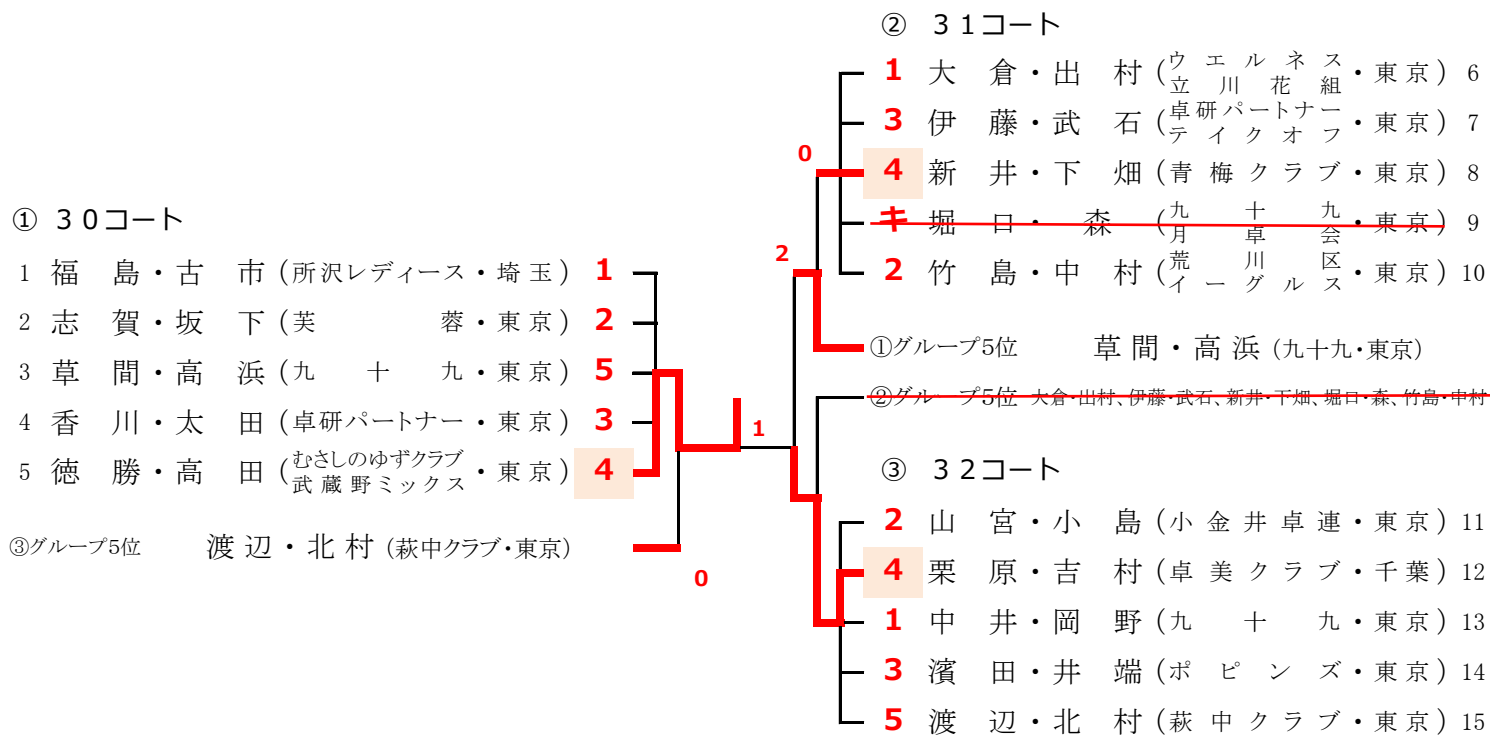 ① ３０コート
1 福島・古市 (所沢レディース・埼玉) 1
2 志賀・坂下 (芙蓉・東京) 2
3 草間・高浜 (九十九・東京) 5
4 香川・太田 (卓研パートナー・東京) 3
5 徳勝・高田 (むさしのゆずクラブ 武蔵野ミックス・東京) 4
③グループ5位 渡辺・北村 (萩中クラブ・東京)
0
1
2
0
② ３１コート
1 大倉・出村 (ウエルネス 立川花組・東京) 6
3 伊藤・武石 (卓研パートナー テイクオフ・東京) 7
4 新井・下畑 (青梅クラブ・東京) 8
キ 堀口・森 (九十九 月卓会・東京) 9
2 竹島・中村 (荒川区 イーグルス・東京) 10
①グループ5位 草間・高浜 (九十九・東京)
②グループ5位 大倉・出村、伊藤・武石、新井・下畑、堀口・森、竹島・中村
③ ３２コート
2 山宮・小島 (小金井卓連・東京) 11
4 栗原・吉村 (卓美クラブ・千葉) 12
1 中井・岡野 (九十九・東京) 13
3 濱田・井端 (ポピンズ・東京) 14
5 渡辺・北村 (萩中クラブ・東京) 15